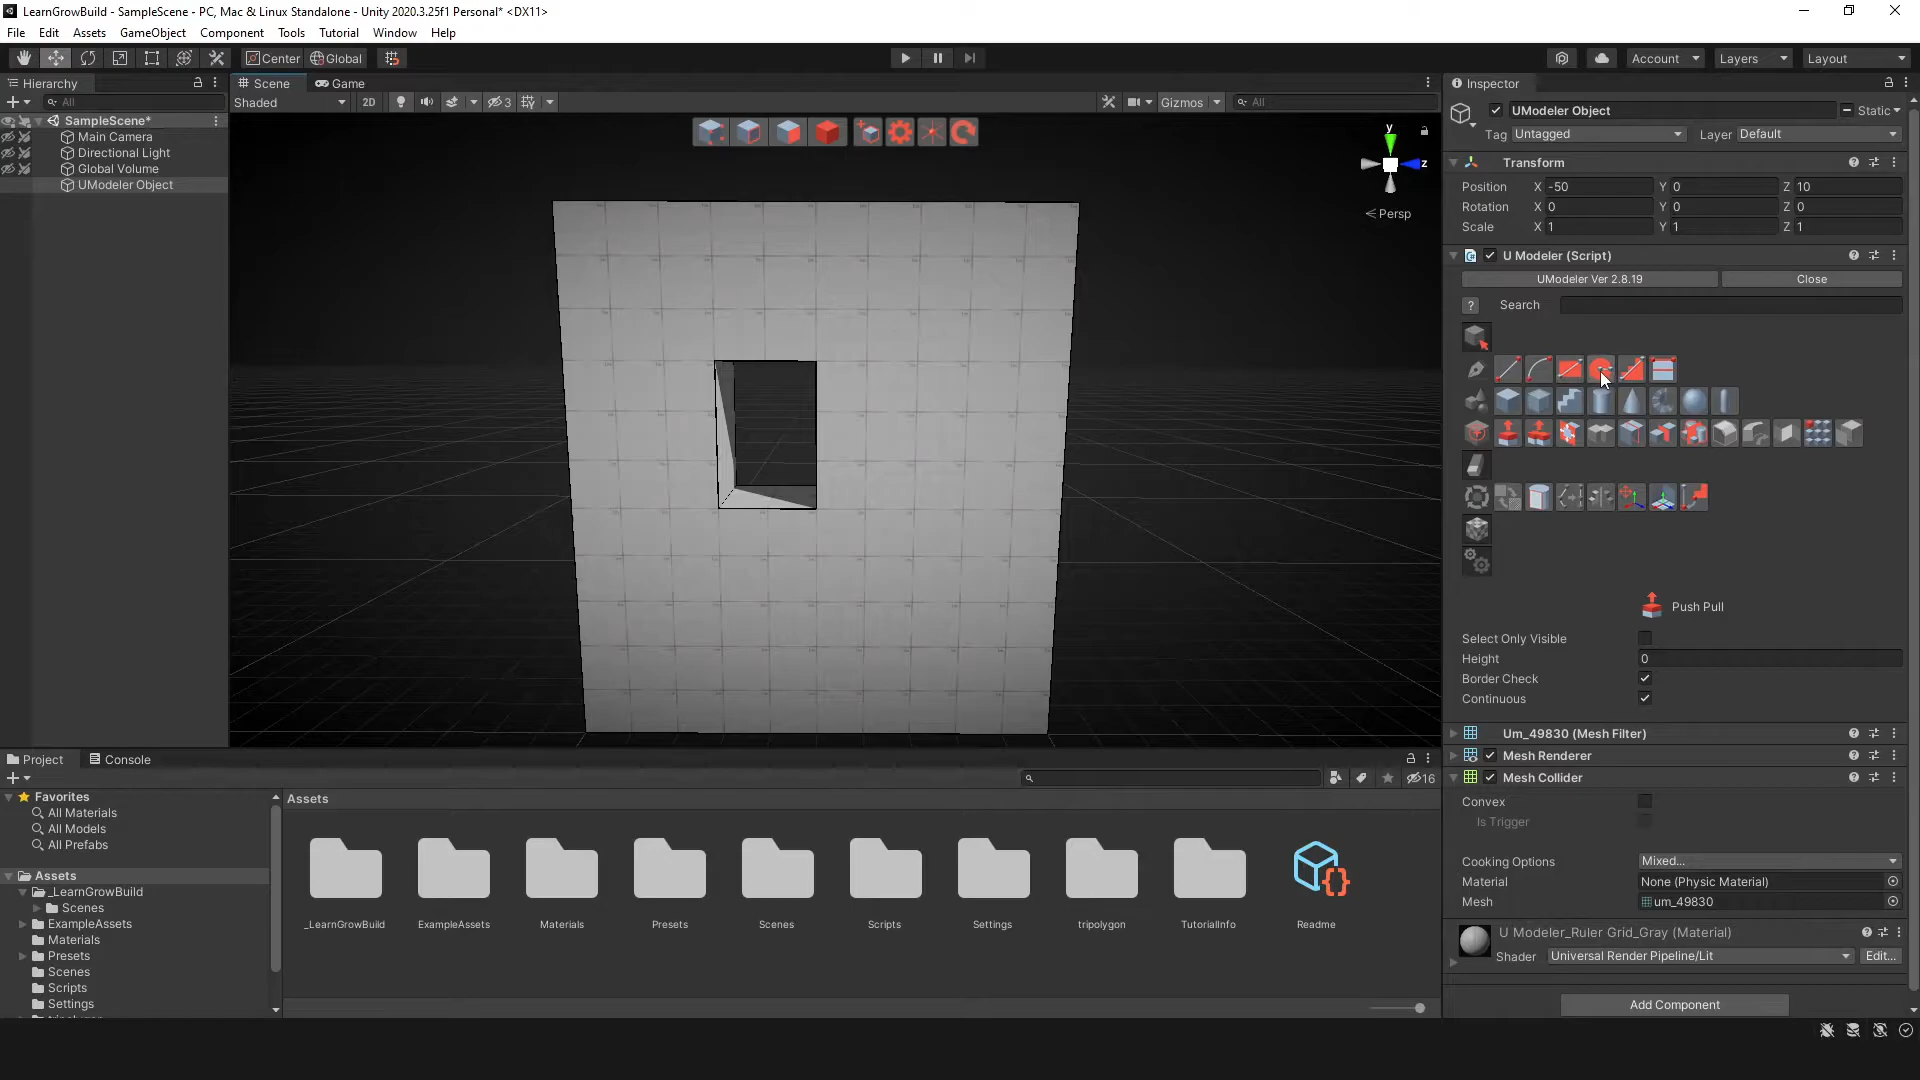 LearnGrowBuild - SampleScene - PC, Mac & Linux Standalone - Unity 2020.3.25f1 Personal* <DX11>
File Edit Assets GameObject Component Tools Tutorial Window Help
Center Global Account Layers Layout
Hierarchy
All
SampleScene*
Main Camera
Directional Light
Global Volume
UModeler Object
Scene Game
Shaded 2D 3 Gizmos All
y
z
Persp
Inspector
UModeler Object Static
Tag Untagged Layer Default
Transform
Position X -50 Y 0 Z 10
Rotation X 0 Y 0 Z 0
Scale X 1 Y 1 Z 1
U Modeler (Script)
UModeler Ver 2.8.19 Close
? Search
Push Pull
Select Only Visible
Height 0
Border Check
Continuous
Um_49830 (Mesh Filter)
Mesh Renderer
Mesh Collider
Convex
Is Trigger
Cooking Options Mixed...
Material None (Physic Material)
Mesh um_49830
U Modeler_Ruler Grid_Gray (Material)
Shader Universal Render Pipeline/Lit Edit...
Add Component
Project Console
16
Favorites
All Materials
All Models
All Prefabs
Assets
_LearnGrowBuild
Scenes
ExampleAssets
Materials
Presets
Scenes
Scripts
Settings
Assets
_LearnGrowBuild ExampleAssets Materials Presets Scenes Scripts Settings tripolygon TutorialInfo Readme